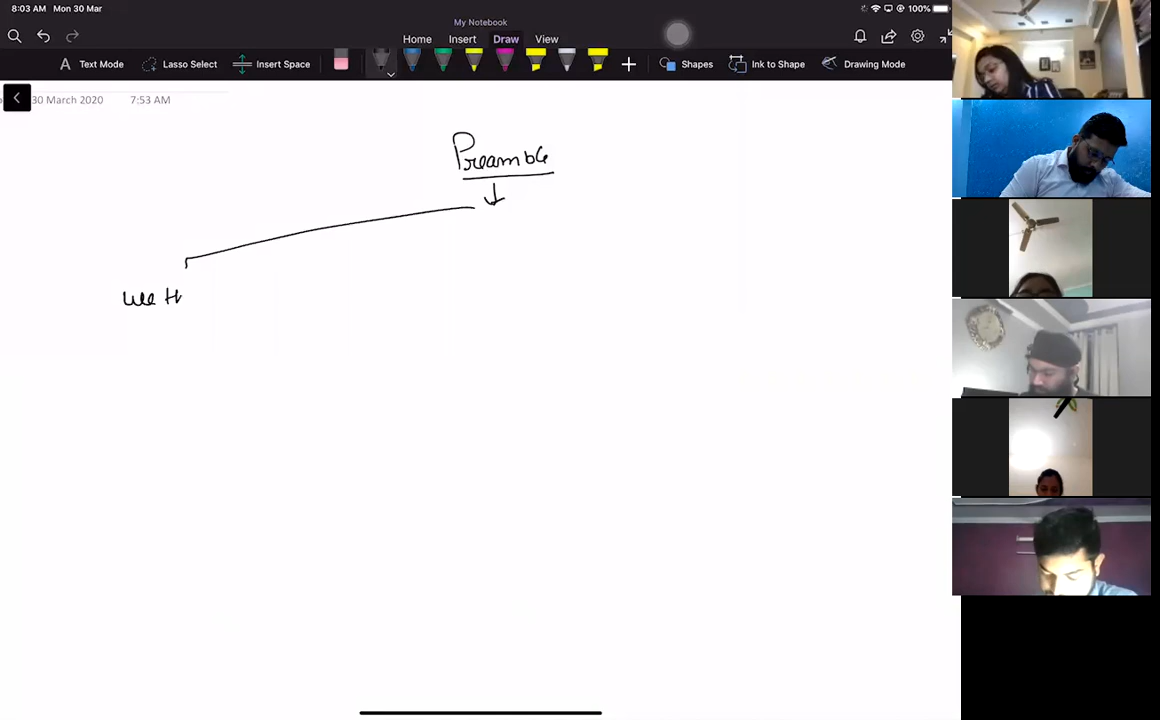 8:03 AM Mon 30 Mar 100%
My Notebook
Home Insert Draw View
Text Mode Lasso Select Insert Space Shapes Ink to Shape Drawing Mode
30 March 2020 7:53 AM
Preamble
We th